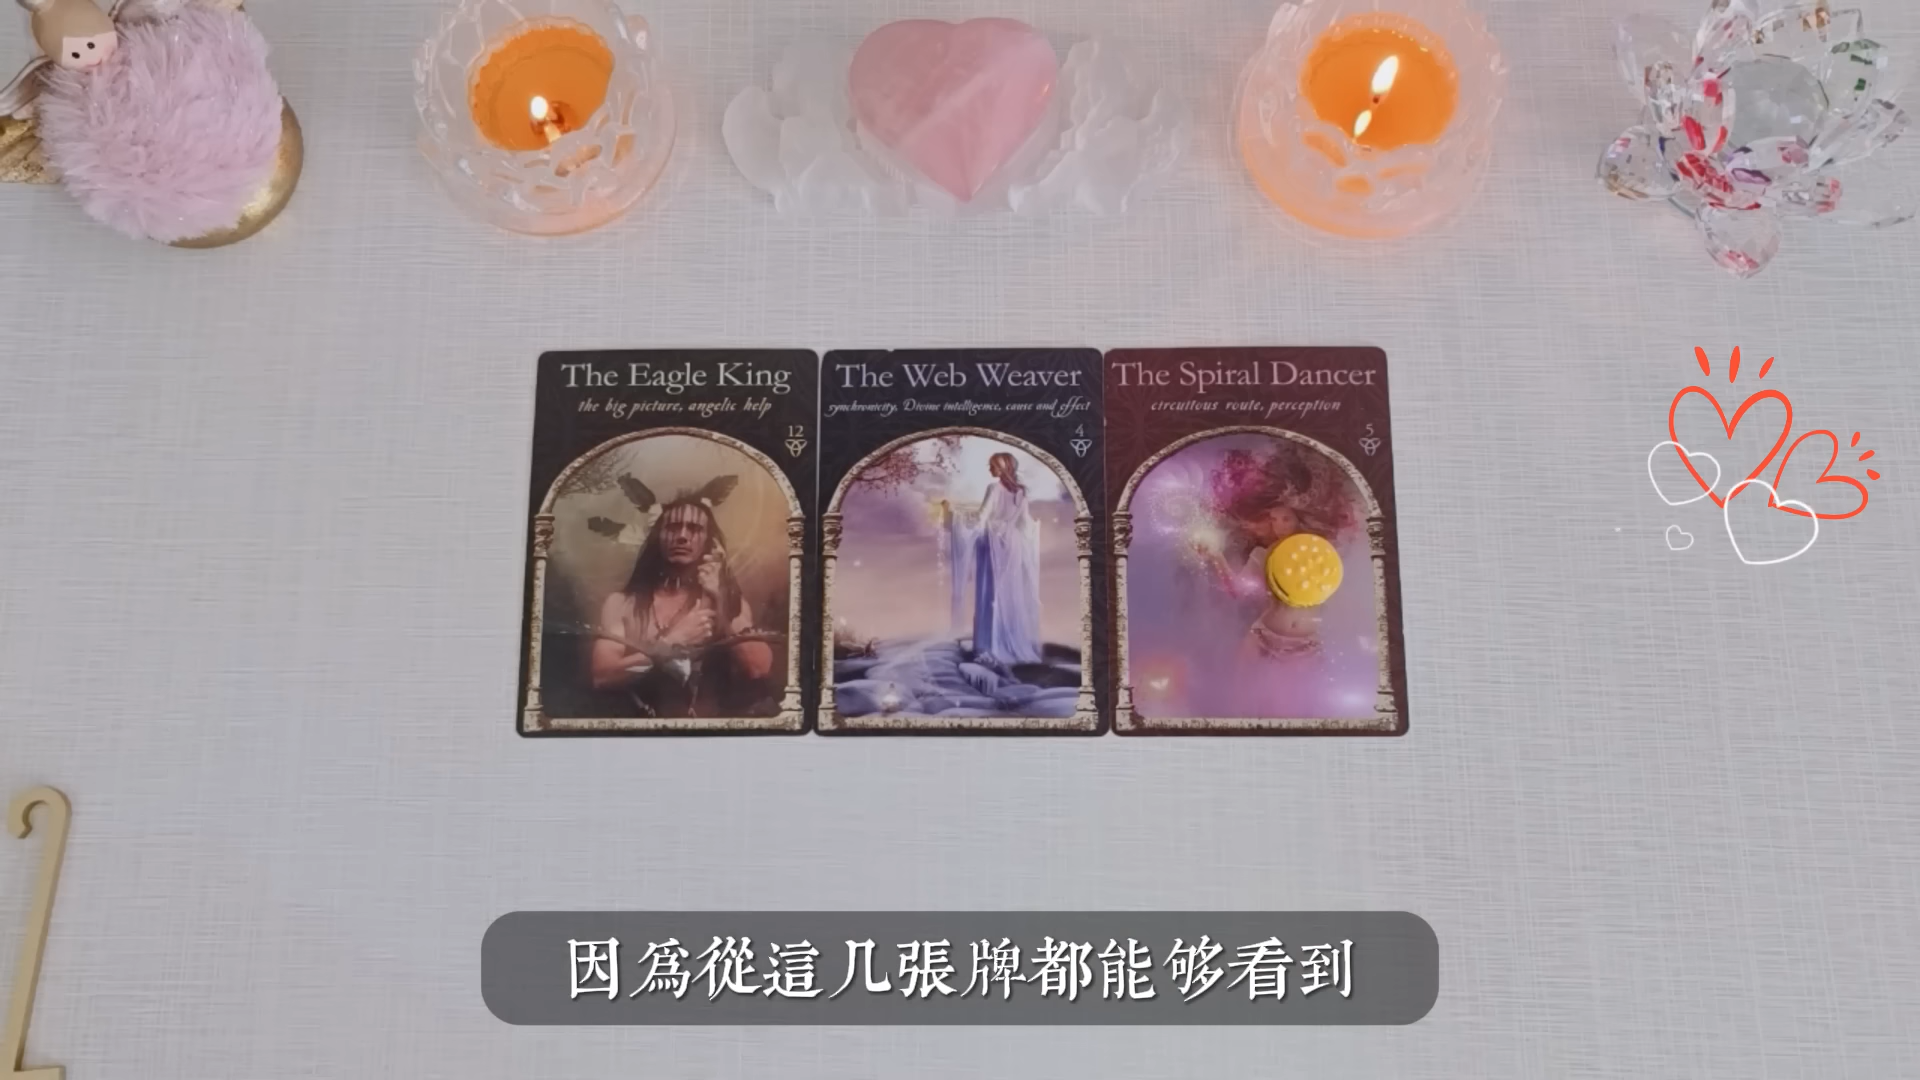 The Eagle King
the big picture, angelic help
12
The Web Weaver
synchronicity, Divine intelligence, cause and effect
4
The Spiral Dancer
circuitous route, perception
5
因爲從這几張牌都能够看到